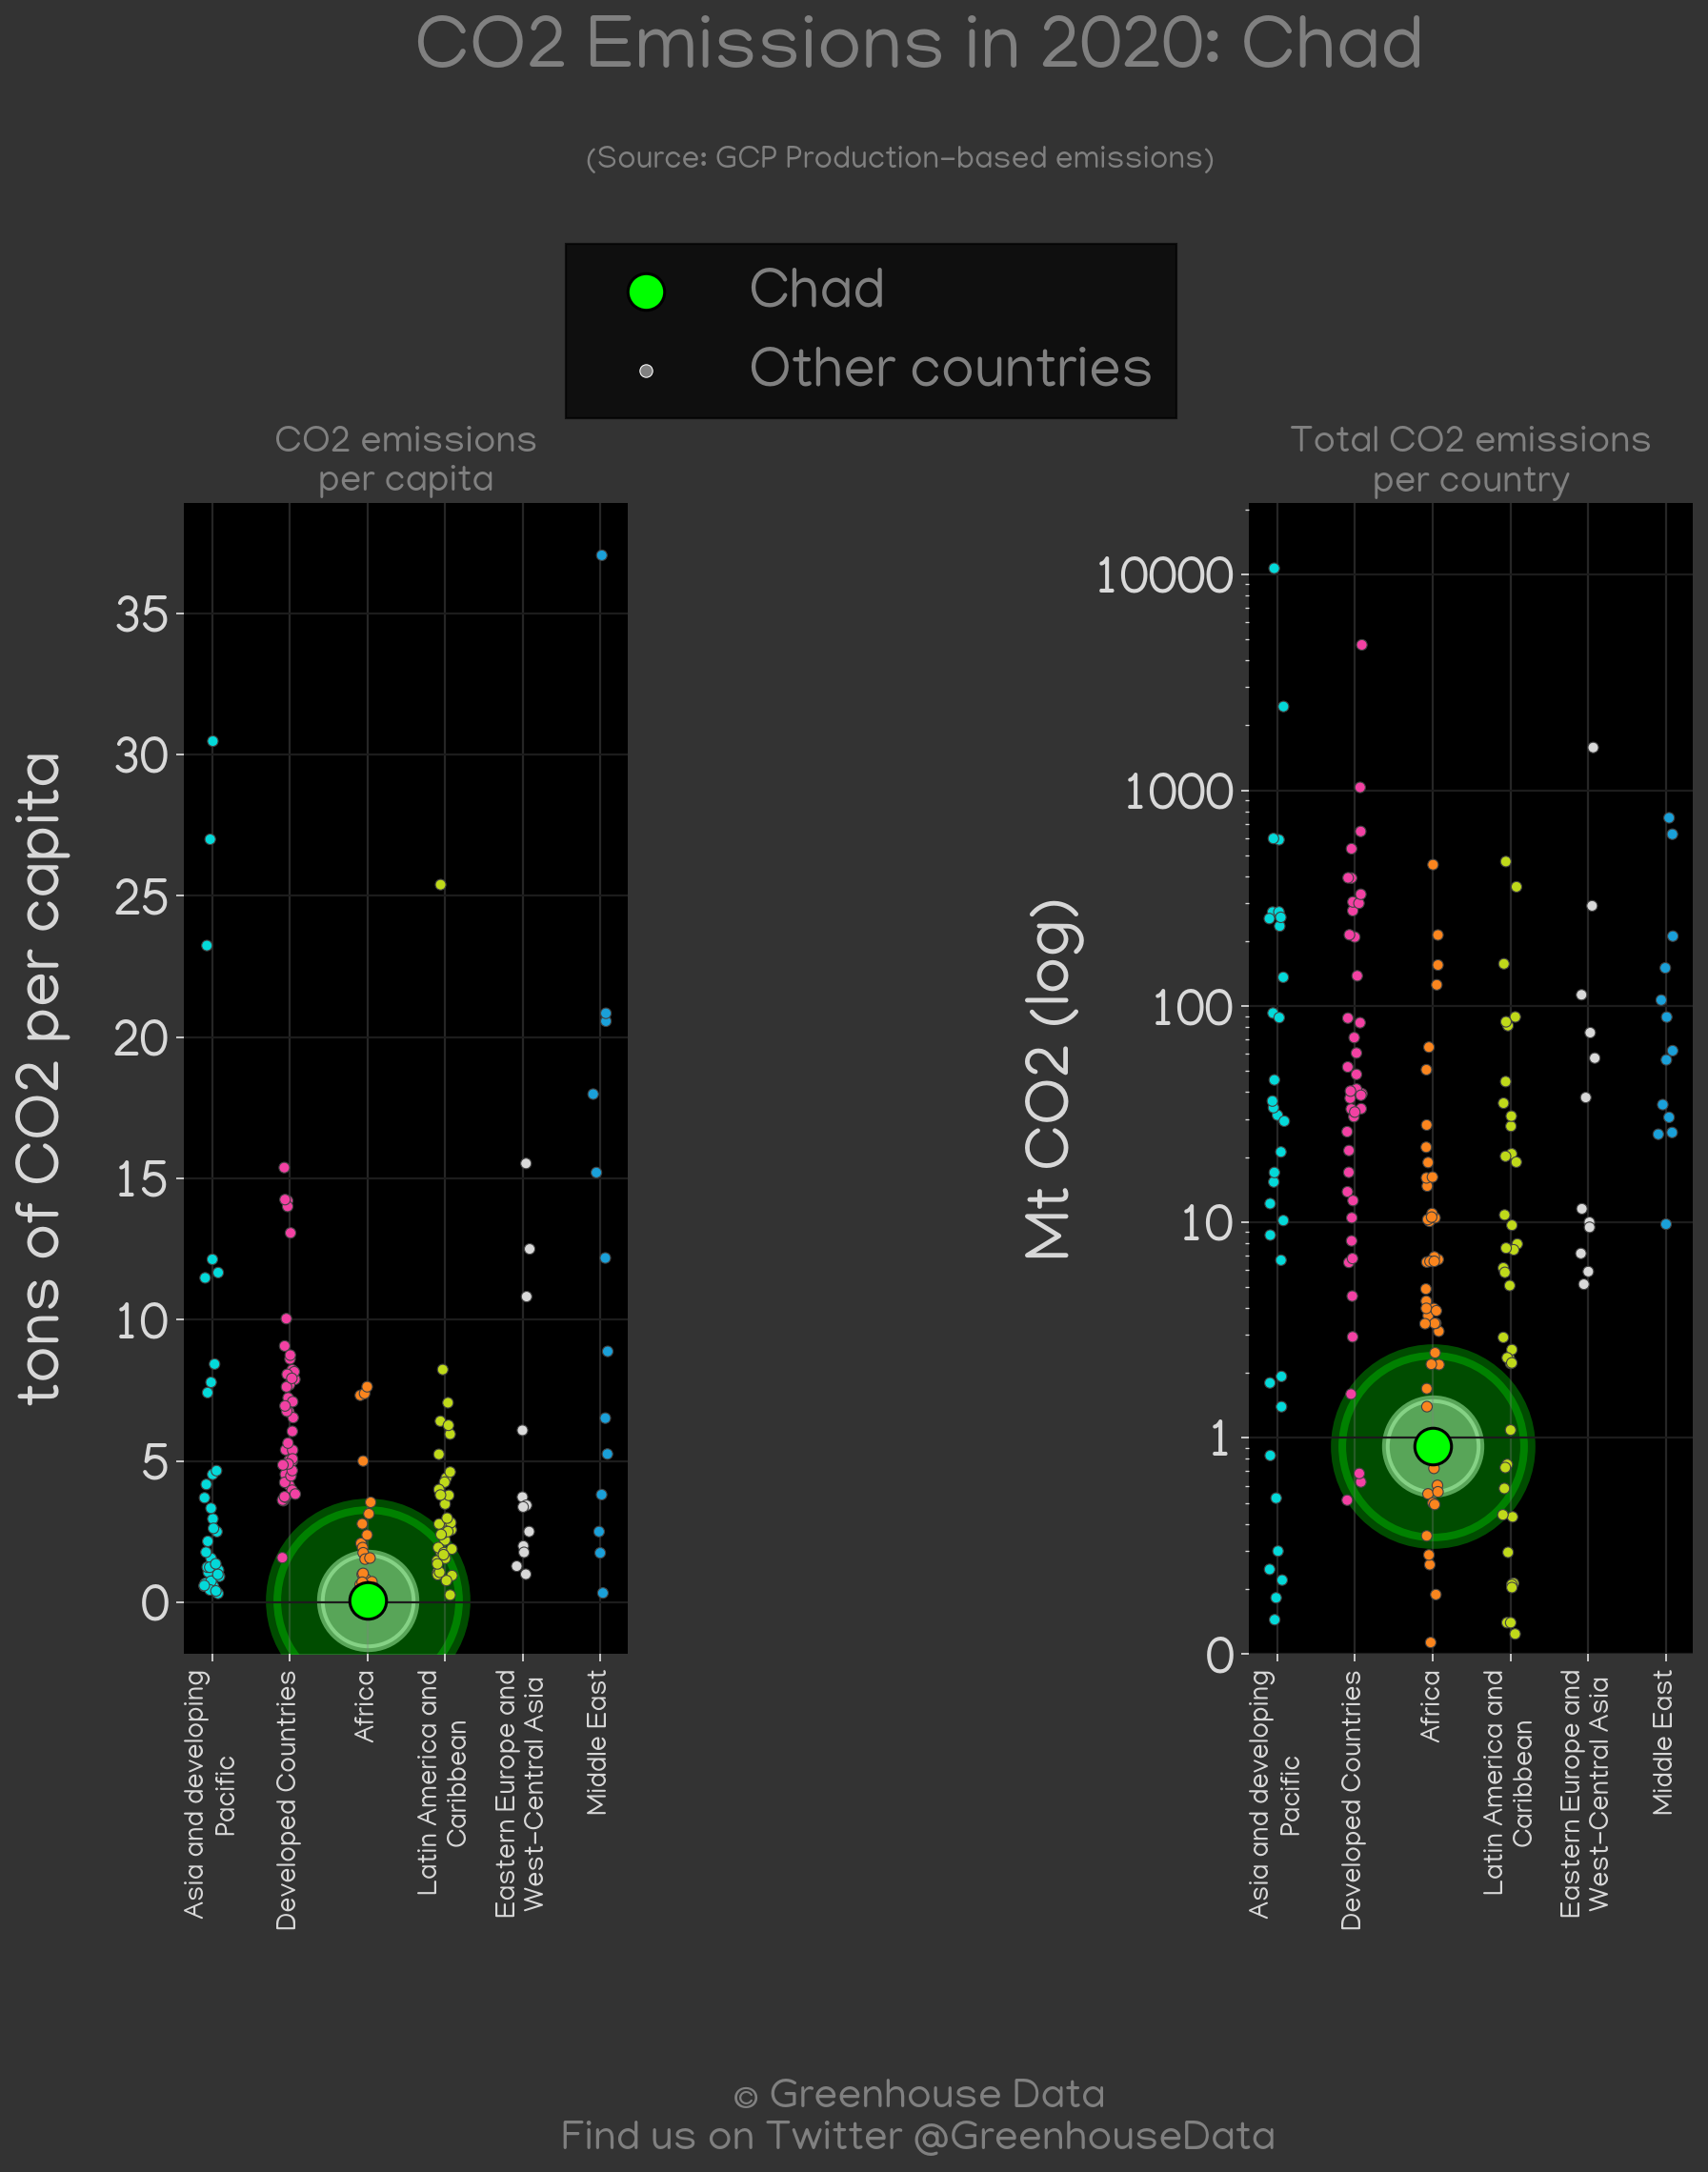 CO2 Emissions in 2020: Chad
(Source: GCP Production-based emissions)
Chad
Other countries
CO2 emissions
per capita
tons of CO2 per capita
35
30
25
20
15
10
5
0
Asia and developing
Pacific
Developed Countries
Africa
Latin America and
Caribbean
Eastern Europe and
West-Central Asia
Middle East
Total CO2 emissions
per country
Mt CO2 (log)
10000
1000
100
10
1
0
Asia and developing
Pacific
Developed Countries
Africa
Latin America and
Caribbean
Eastern Europe and
West-Central Asia
Middle East
© Greenhouse Data
Find us on Twitter @GreenhouseData